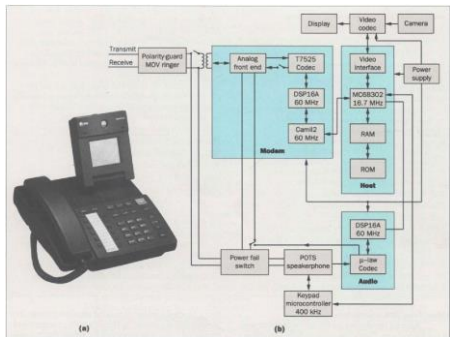 Transmit
Receive
Polarity-guard
MOV ringer
Analog
front end
T7525
Codec
DSP16A
60 MHz
Camil2
60 MHz
Modem
Display
Video
codec
Camera
Video
interface
Power
supply
MO68302
16.7 MHz
RAM
ROM
Host
DSP16A
60 MHz
μ-law
Codec
Audio
Power fail
switch
POTS
speakerphone
Keypad
microcontroller
400 kHz
(a)
(b)